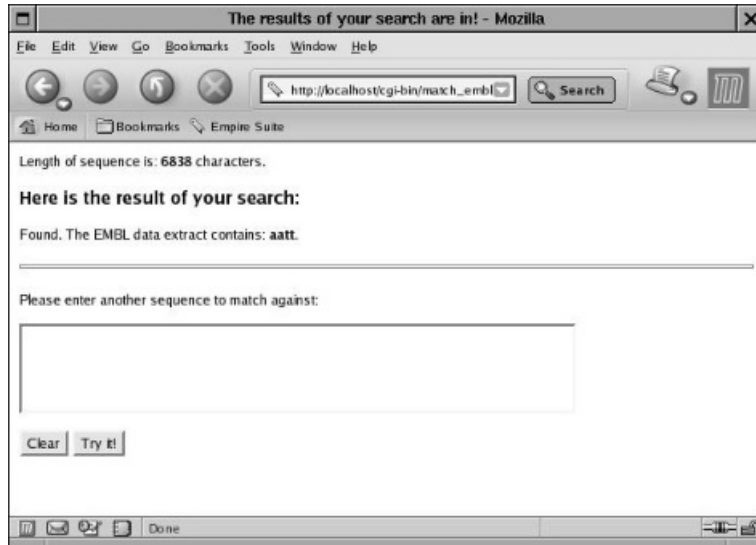 The results of your search are in! - Mozilla
File Edit View Go Bookmarks Tools Window Help
http://localhost/cgi-bin/match_embl Search
Home Bookmarks Empire Suite
Length of sequence is: 6838 characters.
Here is the result of your search:
Found. The EMBL data extract contains: aatt.
Please enter another sequence to match against:
Clear Try it!
Done